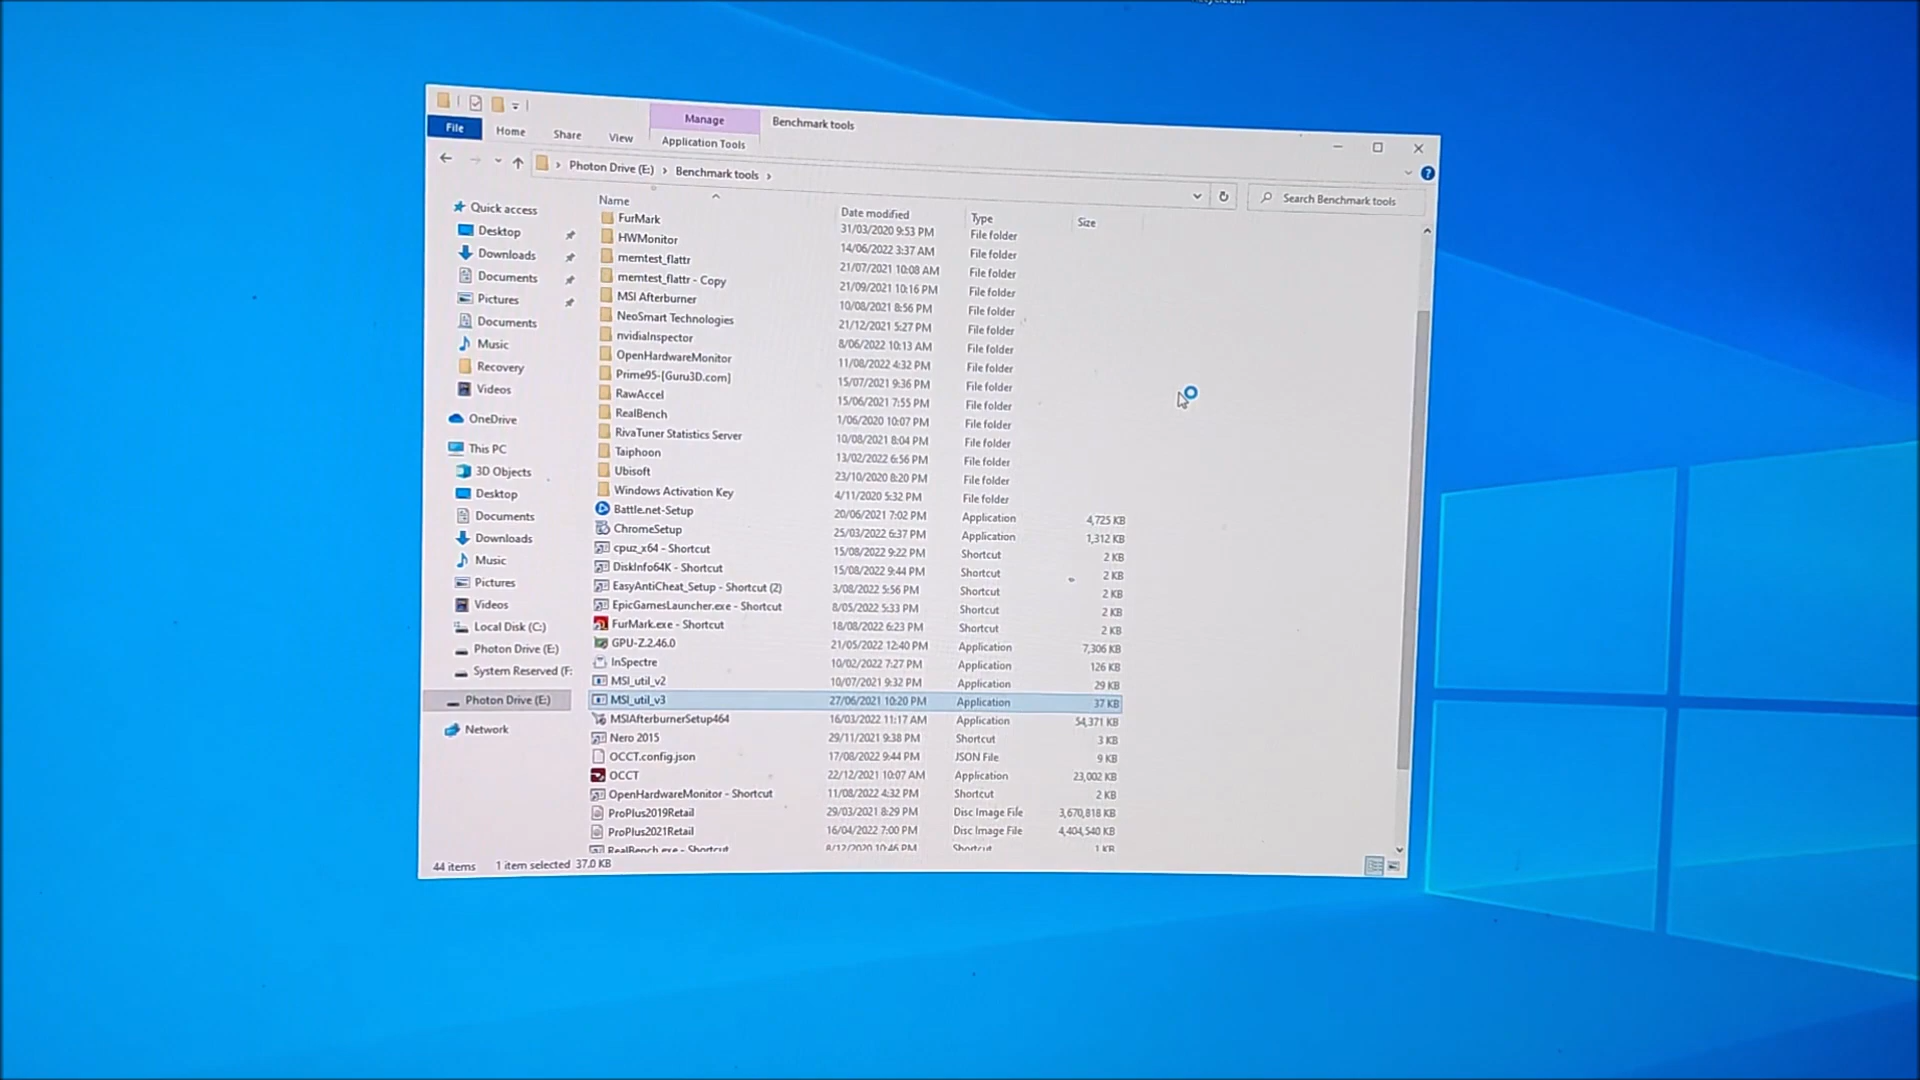 Manage
Benchmark tools
File
Home
Share
View
Application Tools
Photon Drive (E:) > Benchmark tools >
Search Benchmark tools
Quick access
Desktop
Downloads
Documents
Pictures
Documents
Music
Recovery
Videos
OneDrive
This PC
3D Objects
Desktop
Documents
Downloads
Music
Pictures
Videos
Local Disk (C:)
Photon Drive (E:)
System Reserved (F:
Photon Drive (E:)
Network
Name Date modified Type Size
FurMark 31/03/2020 9:53 PM File folder
HWMonitor 14/06/2022 3:37 AM File folder
memtest_flattr 21/07/2021 10:08 AM File folder
memtest_flattr - Copy 21/09/2021 10:16 PM File folder
MSI Afterburner 10/08/2021 8:56 PM File folder
NeoSmart Technologies 21/12/2021 5:27 PM File folder
nvidiaInspector 8/06/2022 10:13 AM File folder
OpenHardwareMonitor 11/08/2022 4:32 PM File folder
Prime95-[Guru3D.com] 15/07/2021 9:36 PM File folder
RawAccel 15/06/2021 7:55 PM File folder
RealBench 1/06/2020 10:07 PM File folder
RivaTuner Statistics Server 10/08/2021 8:04 PM File folder
Taiphoon 13/02/2022 6:56 PM File folder
Ubisoft 23/10/2020 8:20 PM File folder
Windows Activation Key 4/11/2020 5:32 PM File folder
Battle.net-Setup 20/06/2021 7:02 PM Application 4,725 KB
ChromeSetup 25/03/2022 6:37 PM Application 1,312 KB
cpuz_x64 - Shortcut 15/08/2022 9:22 PM Shortcut 2 KB
DiskInfo64K - Shortcut 15/08/2022 9:44 PM Shortcut 2 KB
EasyAntiCheat_Setup - Shortcut (2) 3/08/2022 5:56 PM Shortcut 2 KB
EpicGamesLauncher.exe - Shortcut 8/05/2022 5:33 PM Shortcut 2 KB
FurMark.exe - Shortcut 18/08/2022 6:23 PM Shortcut 2 KB
GPU-Z.2.46.0 21/05/2022 12:40 PM Application 7,306 KB
InSpectre 10/02/2022 7:27 PM Application 126 KB
MSI_util_v2 10/07/2021 9:32 PM Application 29 KB
MSI_util_v3 27/06/2021 10:20 PM Application 37 KB
MSIAfterburnerSetup464 16/03/2022 11:17 AM Application 54,371 KB
Nero 2015 29/11/2021 9:38 PM Shortcut 3 KB
OCCT.config.json 17/08/2022 9:44 PM JSON File 9 KB
OCCT 22/12/2021 10:07 AM Application 23,002 KB
OpenHardwareMonitor - Shortcut 11/08/2022 4:32 PM Shortcut 2 KB
ProPlus2019Retail 29/03/2021 8:29 PM Disc Image File 3,670,818 KB
ProPlus2021Retail 16/04/2022 7:00 PM Disc Image File 4,404,540 KB
RealBench.exe - Shortcut 8/12/2020 10:46 PM Shortcut 1 KB
44 items 1 item selected 37.0 KB